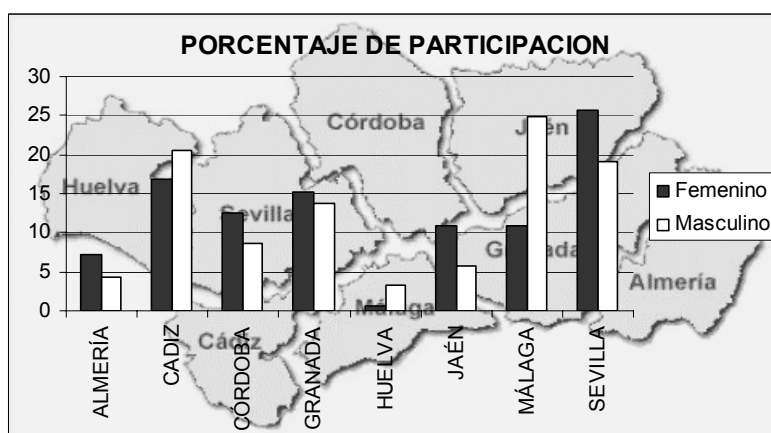 PORCENTAJE DE PARTICIPACION
30
25
20
15
10
5
0
Huelva
Sevilla
Córdoba
Jaén
Granada
Almería
Málaga
Cádiz
Femenino
Masculino
ALMERÍA
CADIZ
CORDOBA
GRANADA
HUELVA
JAÉN
MÁLAGA
SEVILLA